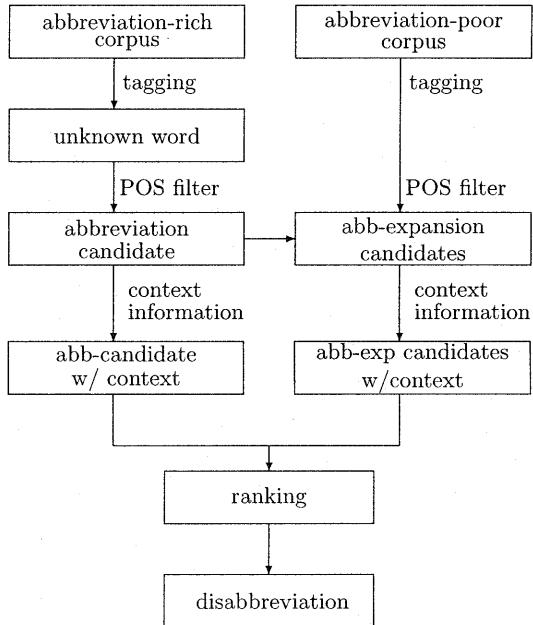 abbreviation-rich
corpus
abbreviation-poor
corpus
tagging
tagging
unknown word
POS filter
POS filter
abbreviation
candidate
abb-expansion
candidates
context
information
context
information
abb-candidate
w/ context
abb-exp candidates
w/context
ranking
disabbreviation